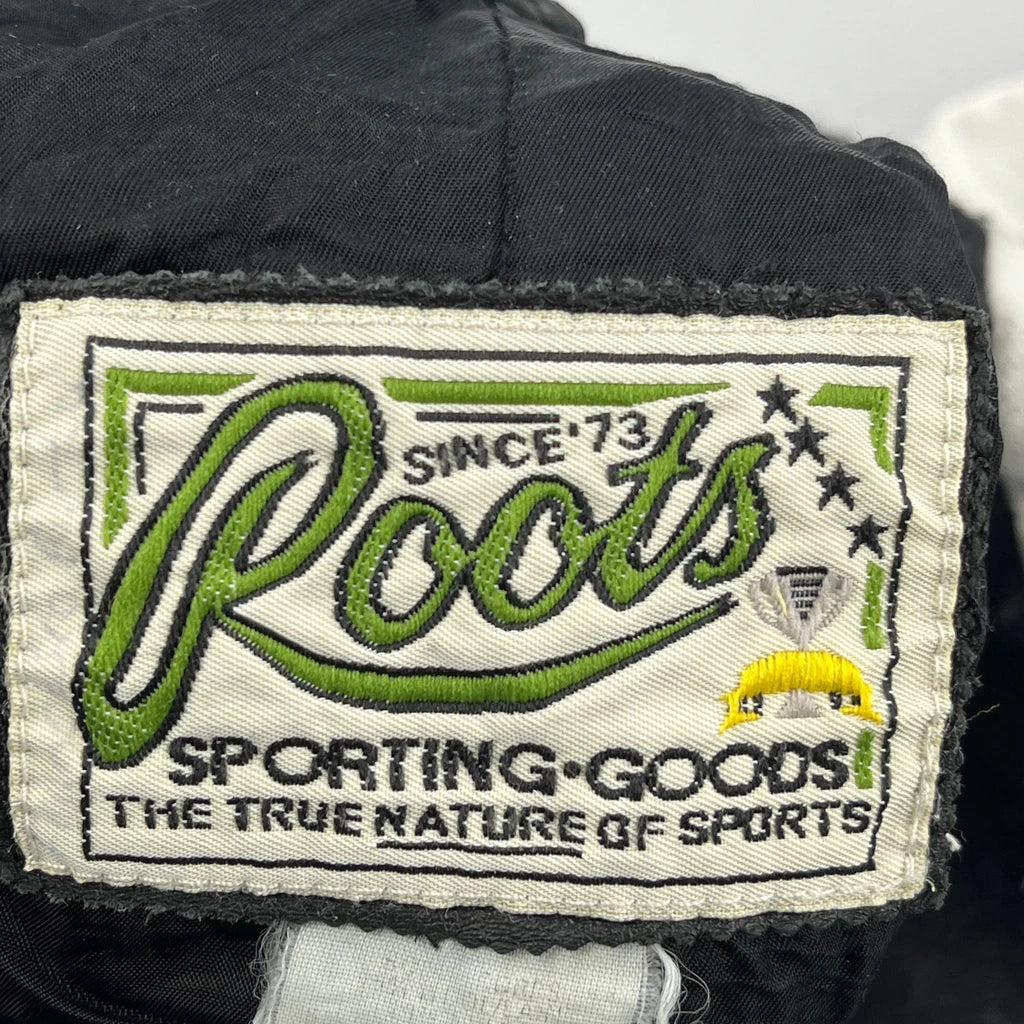 SINCE '73
Roots
SPORTING·GOODS
THE TRUE NATURE OF SPORTS